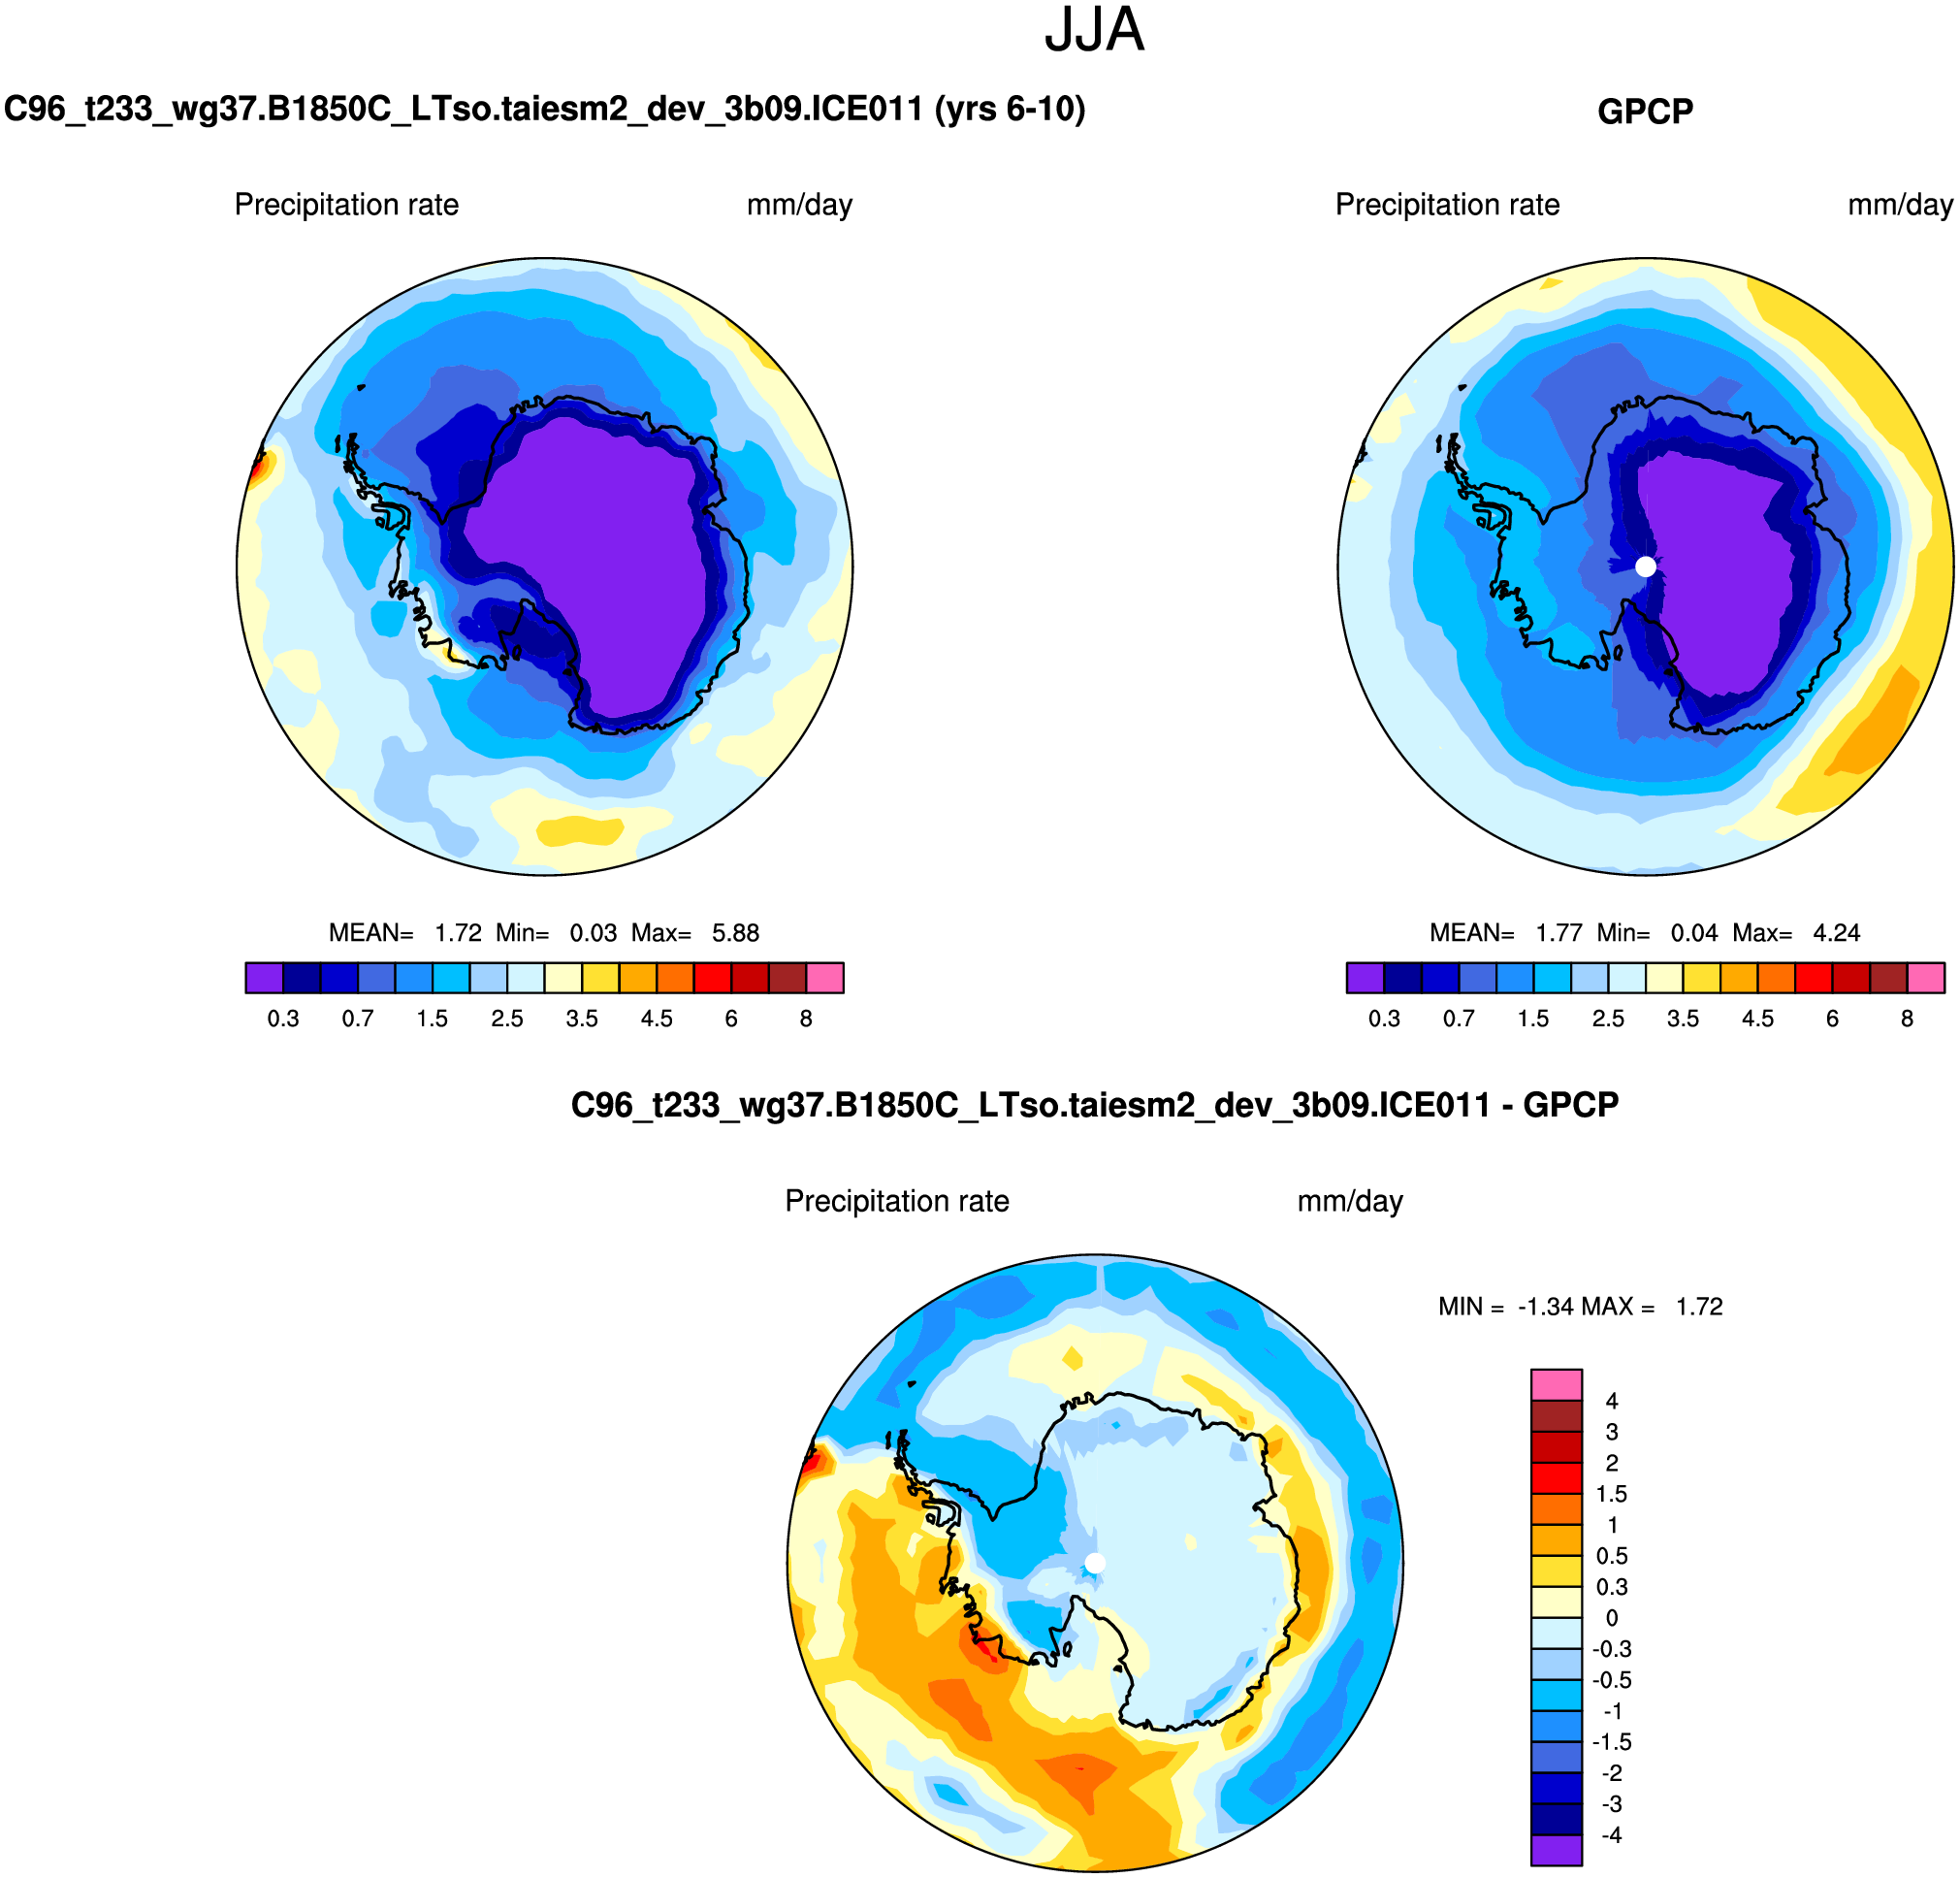 JJA
C96_t233_wg37.B1850C_LTso.taiesm2_dev_3b09.ICE011 (yrs 6-10)
GPCP
Precipitation rate mm/day
Precipitation rate mm/day
MEAN= 1.72 Min= 0.03 Max= 5.88
0.3 0.7 1.5 2.5 3.5 4.5 6 8
MEAN= 1.77 Min= 0.04 Max= 4.24
0.3 0.7 1.5 2.5 3.5 4.5 6 8
C96_t233_wg37.B1850C_LTso.taiesm2_dev_3b09.ICE011 - GPCP
Precipitation rate mm/day
MIN = -1.34 MAX = 1.72
4
3
2
1.5
1
0.5
0.3
0
-0.3
-0.5
-1
-1.5
-2
-3
-4